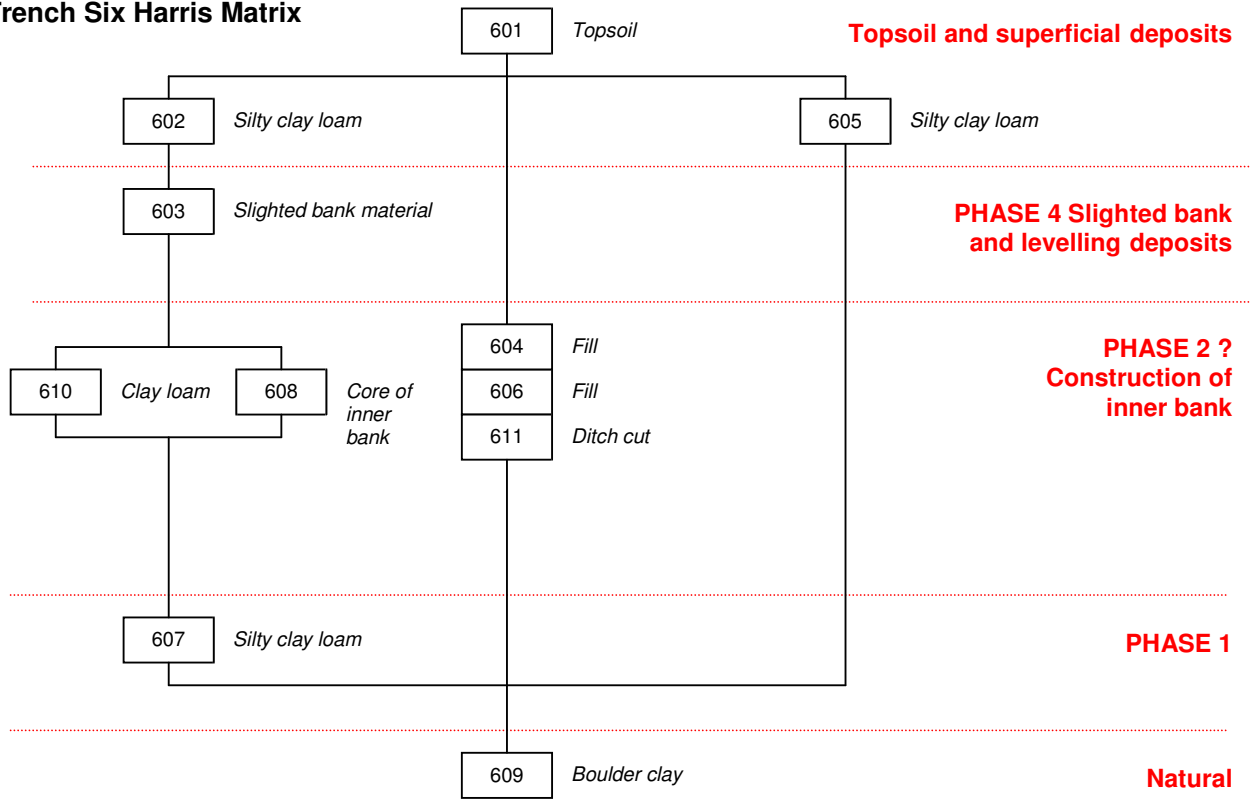 Trench Six Harris Matrix
601 Topsoil
Topsoil and superficial deposits
602 Silty clay loam
605 Silty clay loam
603 Slighted bank material
PHASE 4 Slighted bank
and levelling deposits
604 Fill
PHASE 2 ?
Construction of
inner bank
610 Clay loam
608 Core of
inner
bank
606 Fill
611 Ditch cut
607 Silty clay loam
PHASE 1
609 Boulder clay
Natural